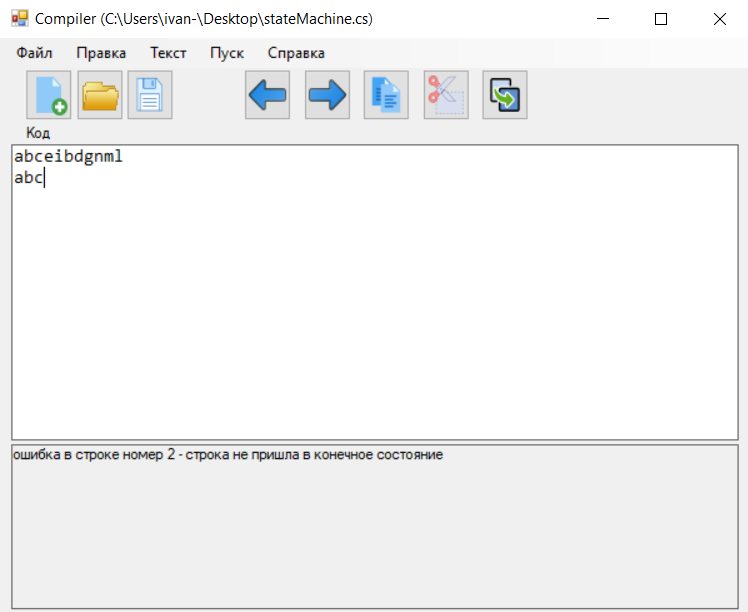 Compiler (C:\Users\ivan-\Desktop\stateMachine.cs)
Файл Правка Текст Пуск Справка
Код
abceibdgnml
abc
ошибка в строке номер 2 - строка не пришла в конечное состояние